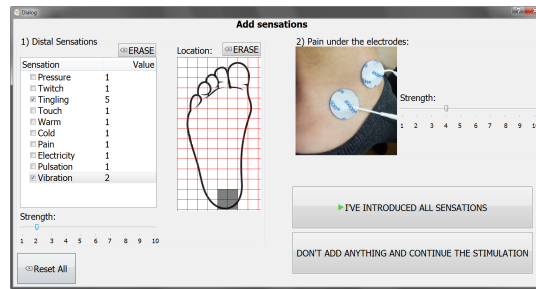 Dialog
Add sensations
1) Distal Sensations
ERASE
Sensation Value
Pressure 1
Twitch 1
Tingling 5
Touch 1
Warm 1
Cold 1
Pain 1
Electricity 1
Pulsation 1
Vibration 2
Strength:
1 2 3 4 5 6 7 8 9 10
Reset All
Location:
ERASE
2) Pain under the electrodes:
Strength:
1 2 3 4 5 6 7 8 9 10
I'VE INTRODUCED ALL SENSATIONS
DON'T ADD ANYTHING AND CONTINUE THE STIMULATION